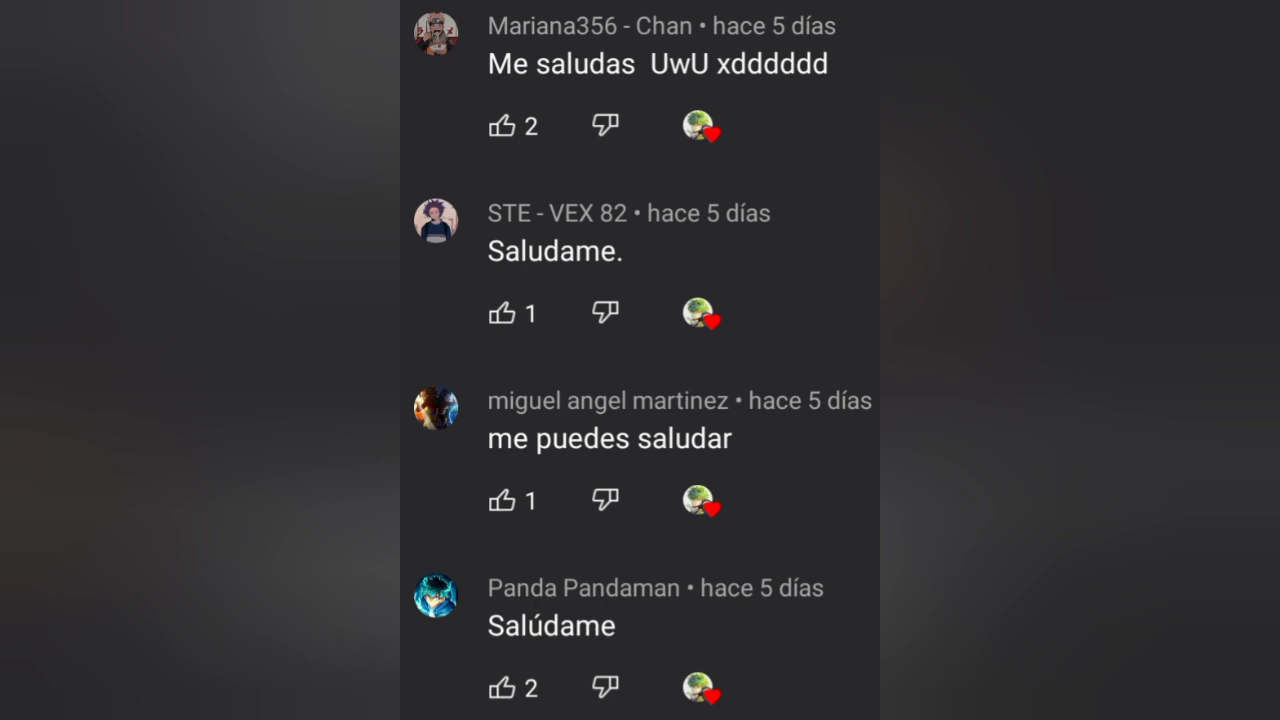 Mariana356 - Chan • hace 5 días
Me saludas  UwU xdddddd
2
STE - VEX 82 • hace 5 días
Saludame.
1
miguel angel martinez • hace 5 días
me puedes saludar
1
Panda Pandaman • hace 5 días
Salúdame
2